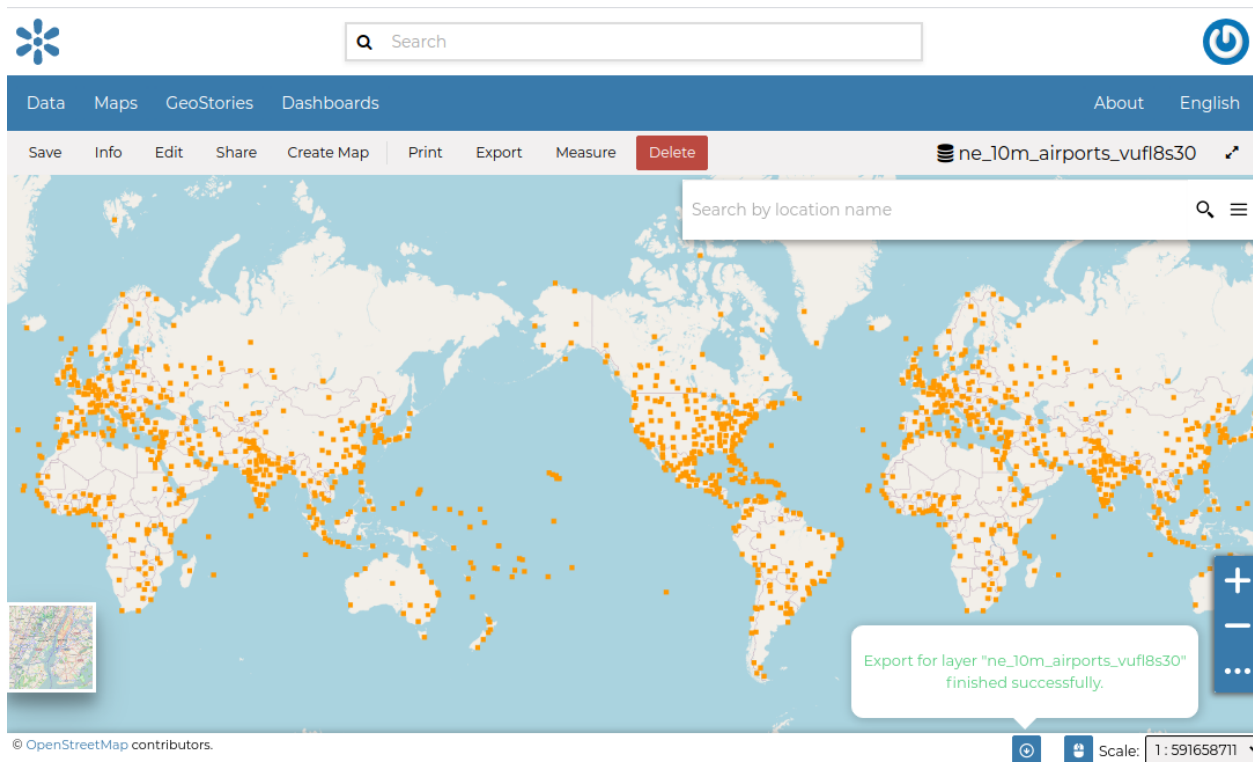 Search
Data Maps GeoStories Dashboards About English
Save Info Edit Share Create Map Print Export Measure Delete ne_10m_airports_vufl8s30
Search by location name
Export for layer "ne_10m_airports_vufl8s30"
finished successfully.
© OpenStreetMap contributors. Scale: 1 : 591658711